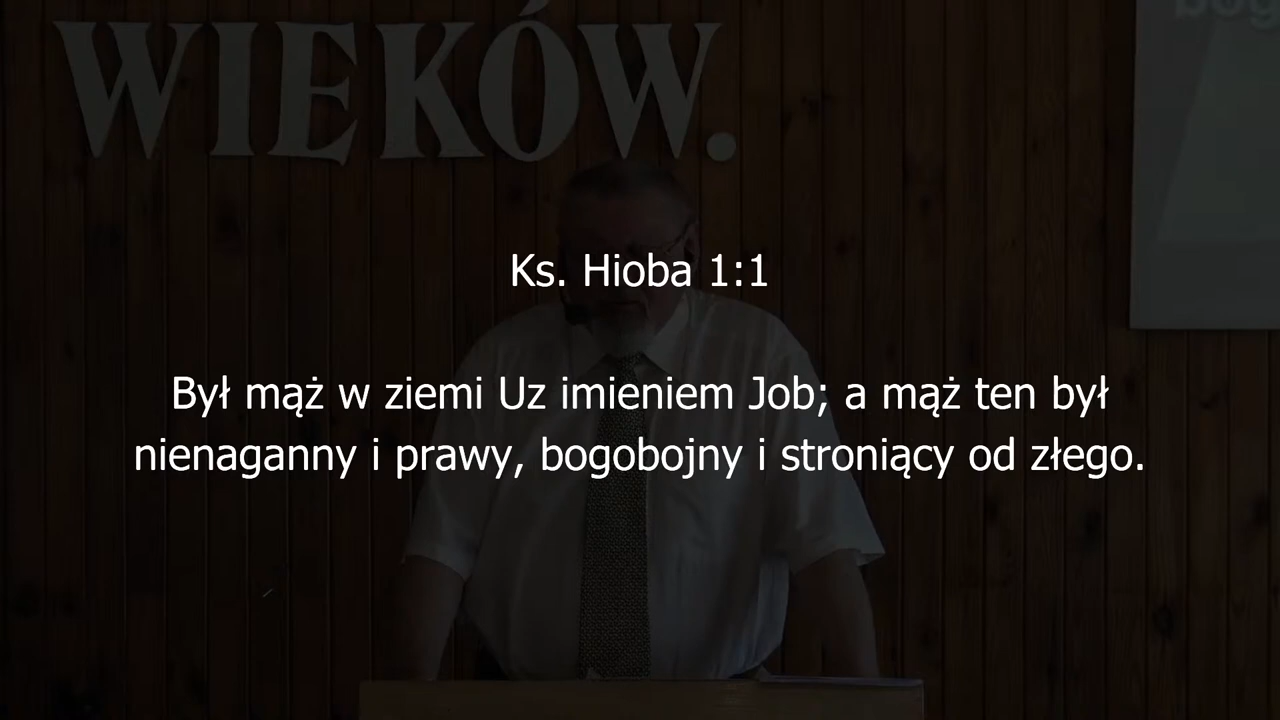 WIEKÓW.
bog
Ks. Hioba 1:1
Był mąż w ziemi Uz imieniem Job; a mąż ten był
nienaganny i prawy, bogobojny i stroniący od złego.